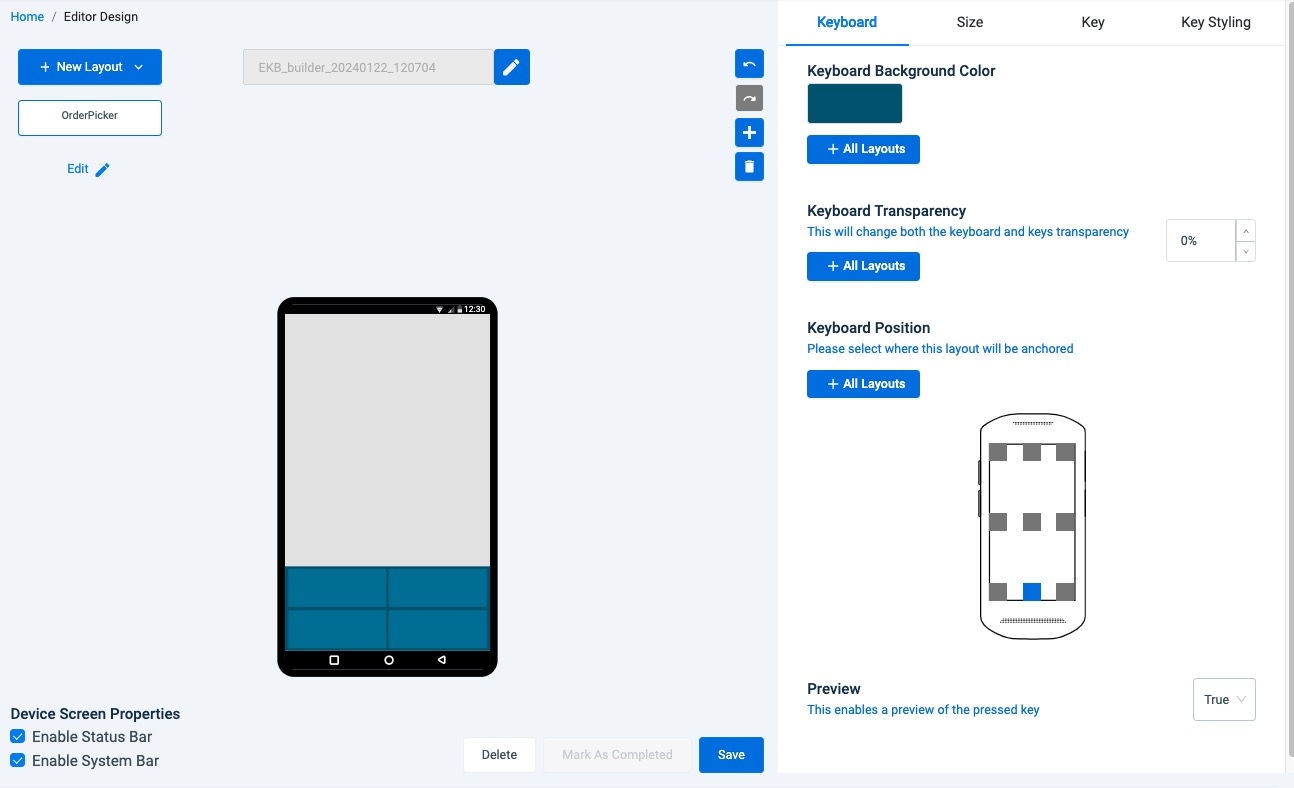 Home / Editor Design
Keyboard Size Key Key Styling
+ New Layout
EKB_builder_20240122_120704
OrderPicker
Edit
12:30
Device Screen Properties
Enable Status Bar
Enable System Bar
Delete Mark As Completed Save
Keyboard Background Color
+ All Layouts
Keyboard Transparency
This will change both the keyboard and keys transparency
0%
+ All Layouts
Keyboard Position
Please select where this layout will be anchored
+ All Layouts
Preview
This enables a preview of the pressed key
True